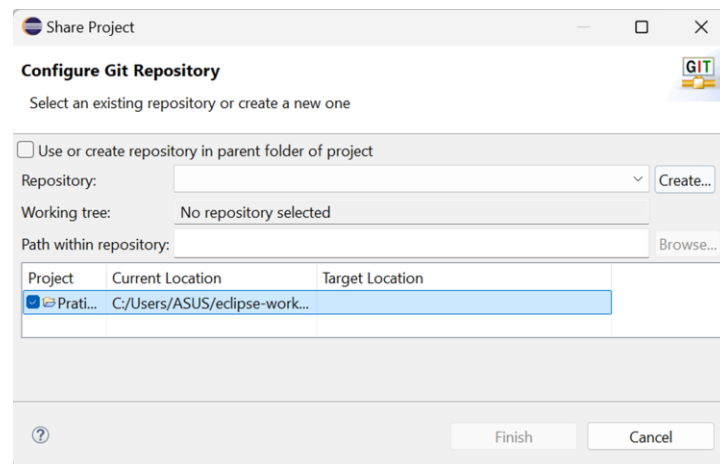 Share Project
Configure Git Repository
GIT
Select an existing repository or create a new one
Use or create repository in parent folder of project
Repository: Create...
Working tree: No repository selected
Path within repository: Browse...
Project Current Location Target Location
Prati... C:/Users/ASUS/eclipse-work...
? Finish Cancel